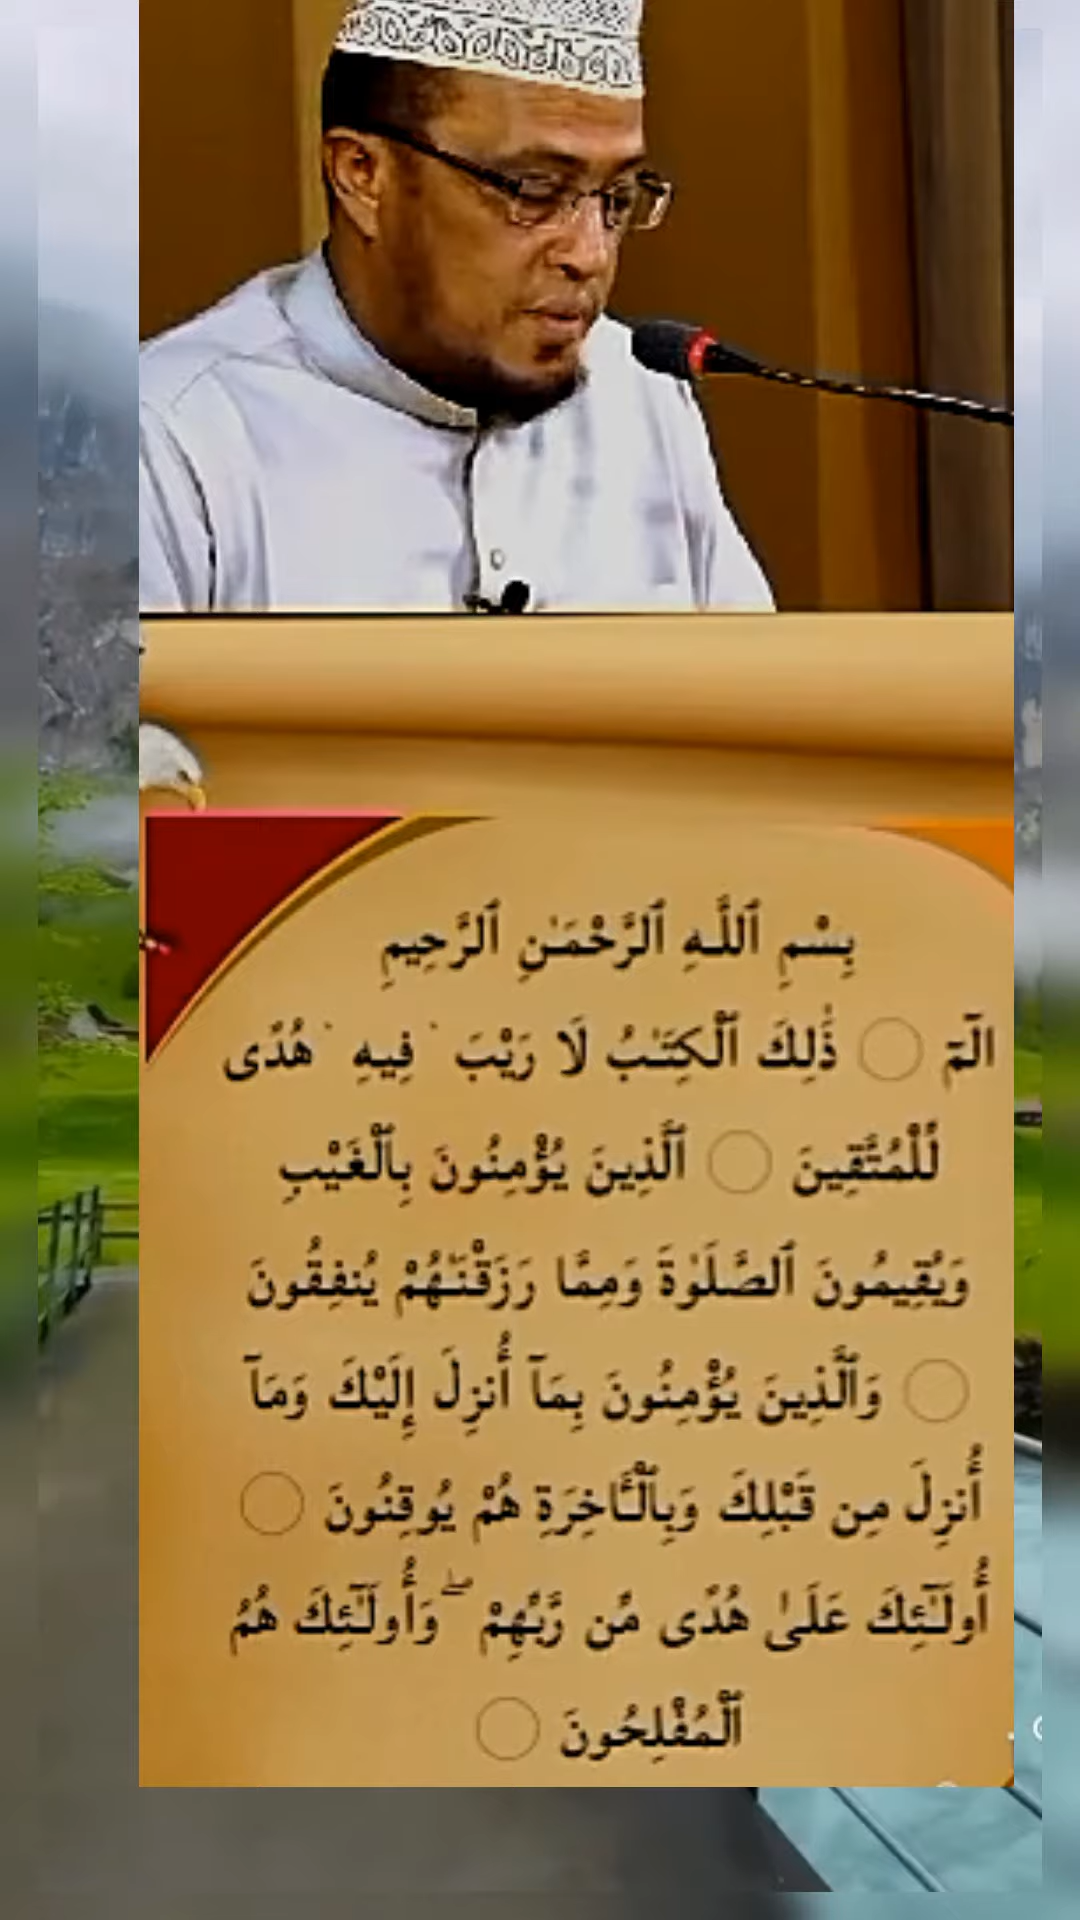 بِسْمِ ٱللَّهِ ٱلرَّحْمَـٰنِ ٱلرَّحِيمِ
الٓمٓ ۝ ذَٰلِكَ ٱلْكِتَـٰبُ لَا رَيْبَ ۛ فِيهِ ۛ هُدًى
لِّلْمُتَّقِينَ ۝ ٱلَّذِينَ يُؤْمِنُونَ بِٱلْغَيْبِ
وَيُقِيمُونَ ٱلصَّلَوٰةَ وَمِمَّا رَزَقْنَـٰهُمْ يُنفِقُونَ
۝ وَٱلَّذِينَ يُؤْمِنُونَ بِمَآ أُنزِلَ إِلَيْكَ وَمَآ
أُنزِلَ مِن قَبْلِكَ وَبِٱلْـَٔاخِرَةِ هُمْ يُوقِنُونَ ۝
أُو۟لَـٰٓئِكَ عَلَىٰ هُدًى مِّن رَّبِّهِمْ ۖ وَأُو۟لَـٰٓئِكَ هُمُ
ٱلْمُفْلِحُونَ ۝